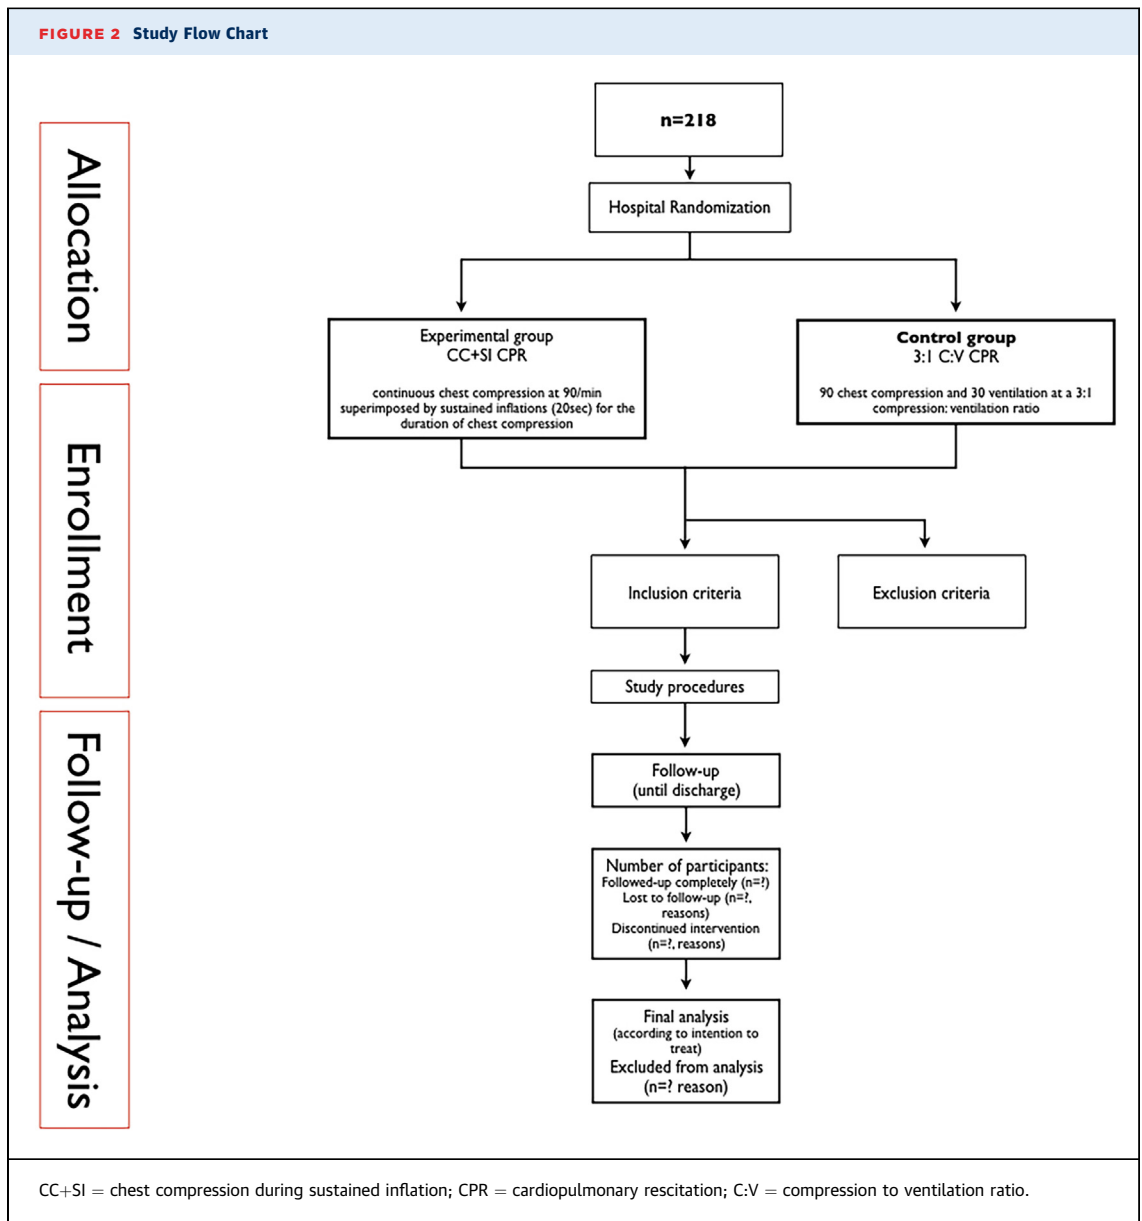 FIGURE 2 Study Flow Chart
Allocation
n=218
Hospital Randomization
Experimental group
CC+SI CPR
continuous chest compression at 90/min
superimposed by sustained inflations (20sec) for the
duration of chest compression
Control group
3:1 C:V CPR
90 chest compression and 30 ventilation at a 3:1
compression: ventilation ratio
Enrollment
Inclusion criteria
Exclusion criteria
Study procedures
Follow-up / Analysis
Follow-up
(until discharge)
Number of participants:
Followed-up completely (n=?)
Lost to follow-up (n=?,
reasons)
Discontinued intervention
(n=?, reasons)
Final analysis
(according to intention to
treat)
Excluded from analysis
(n=? reason)
CC+SI = chest compression during sustained inflation; CPR = cardiopulmonary rescitation; C:V = compression to ventilation ratio.